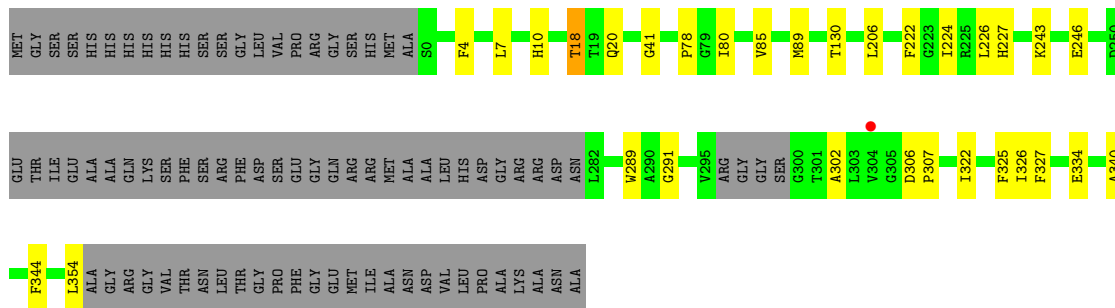 MET GLY SER SER HIS HIS HIS HIS HIS HIS SER SER GLY LEU VAL PRO ARG GLY SER HIS MET ALA S0 F4 L7 H10 T18 T19 Q20 G41 P78 G79 I80 V85 M89 T130 L206 F222 G223 I224 R225 L226 H227 K243 E246
GLU THR ILE GLU ALA ALA GLN LYS SER PHE SER ARG PHE ASP SER GLU GLY GLN ARG ARG MET ALA ALA LEU HIS ASP GLY ARG ARG ASP ASN L282 W289 A290 G291 V295 ARG GLY GLY SER G300 T301 A302 L303 V304 G305 D306 P307 I322 F325 I326 F327 E334
F344 L354 ALA GLY ARG GLY VAL THR ASN LEU THR GLY PRO PHE GLY GLU MET ILE ALA ASN ASP VAL LEU PRO ALA LYS ALA ASN ALA